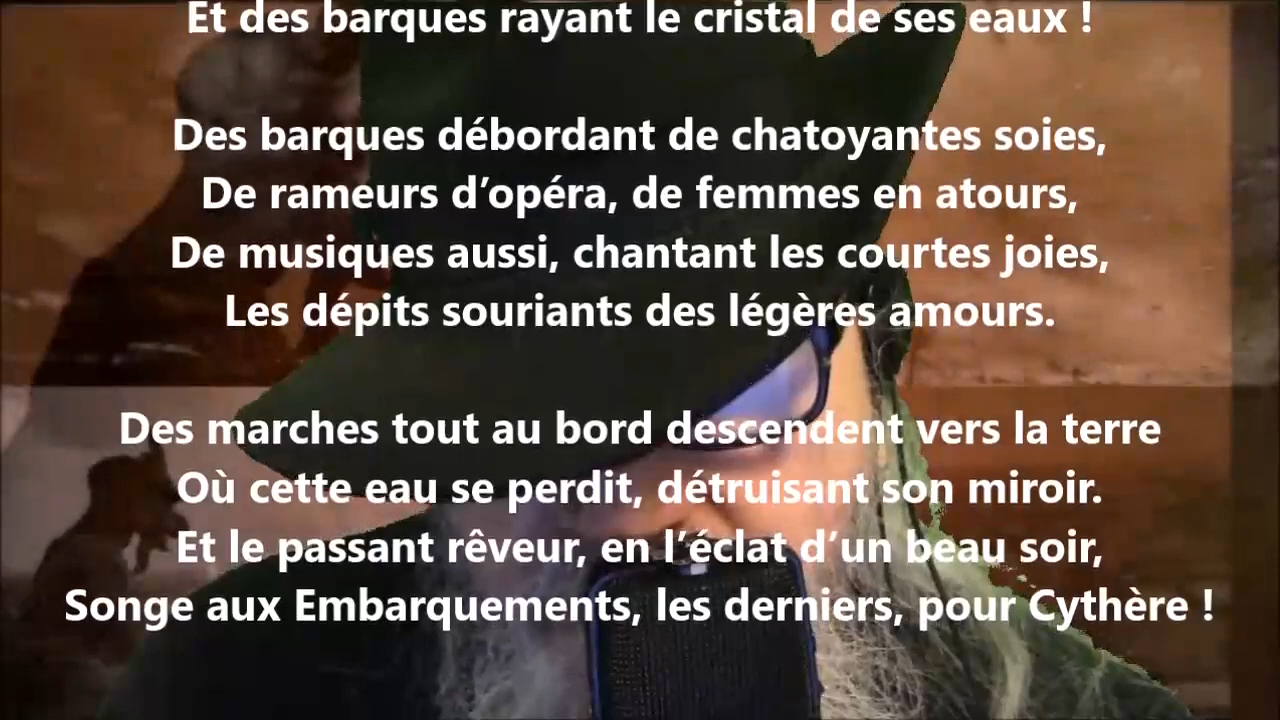 Et des barques rayant le cristal de ses eaux !
Des barques débordant de chatoyantes soies,
De rameurs d’opéra, de femmes en atours,
De musiques aussi, chantant les courtes joies,
Les dépits souriants des légères amours.
Des marches tout au bord descendent vers la terre
Où cette eau se perdit, détruisant son miroir.
Et le passant rêveur, en l’éclat d’un beau soir,
Songe aux Embarquements, les derniers, pour Cythère !